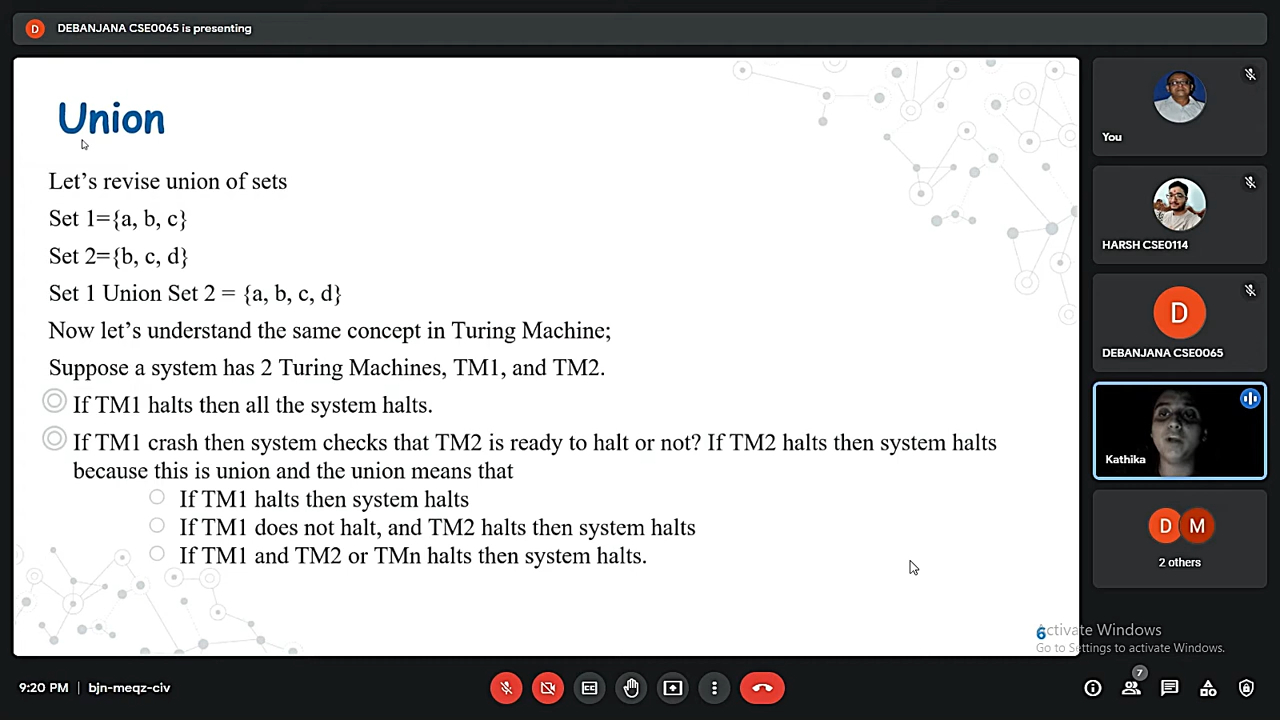 D DEBANJANA CSE0065 is presenting
Union
Let's revise union of sets
Set 1={a, b, c}
Set 2={b, c, d}
Set 1 Union Set 2 = {a, b, c, d}
Now let's understand the same concept in Turing Machine;
Suppose a system has 2 Turing Machines, TM1, and TM2.
If TM1 halts then all the system halts.
If TM1 crash then system checks that TM2 is ready to halt or not? If TM2 halts then system halts
because this is union and the union means that
If TM1 halts then system halts
If TM1 does not halt, and TM2 halts then system halts
If TM1 and TM2 or TMn halts then system halts.
6
You
HARSH CSE0114
D
DEBANJANA CSE0065
Kathika
D M
2 others
Activate Windows
Go to Settings to activate Windows.
9:20 PM | bjn-meqz-civ
7